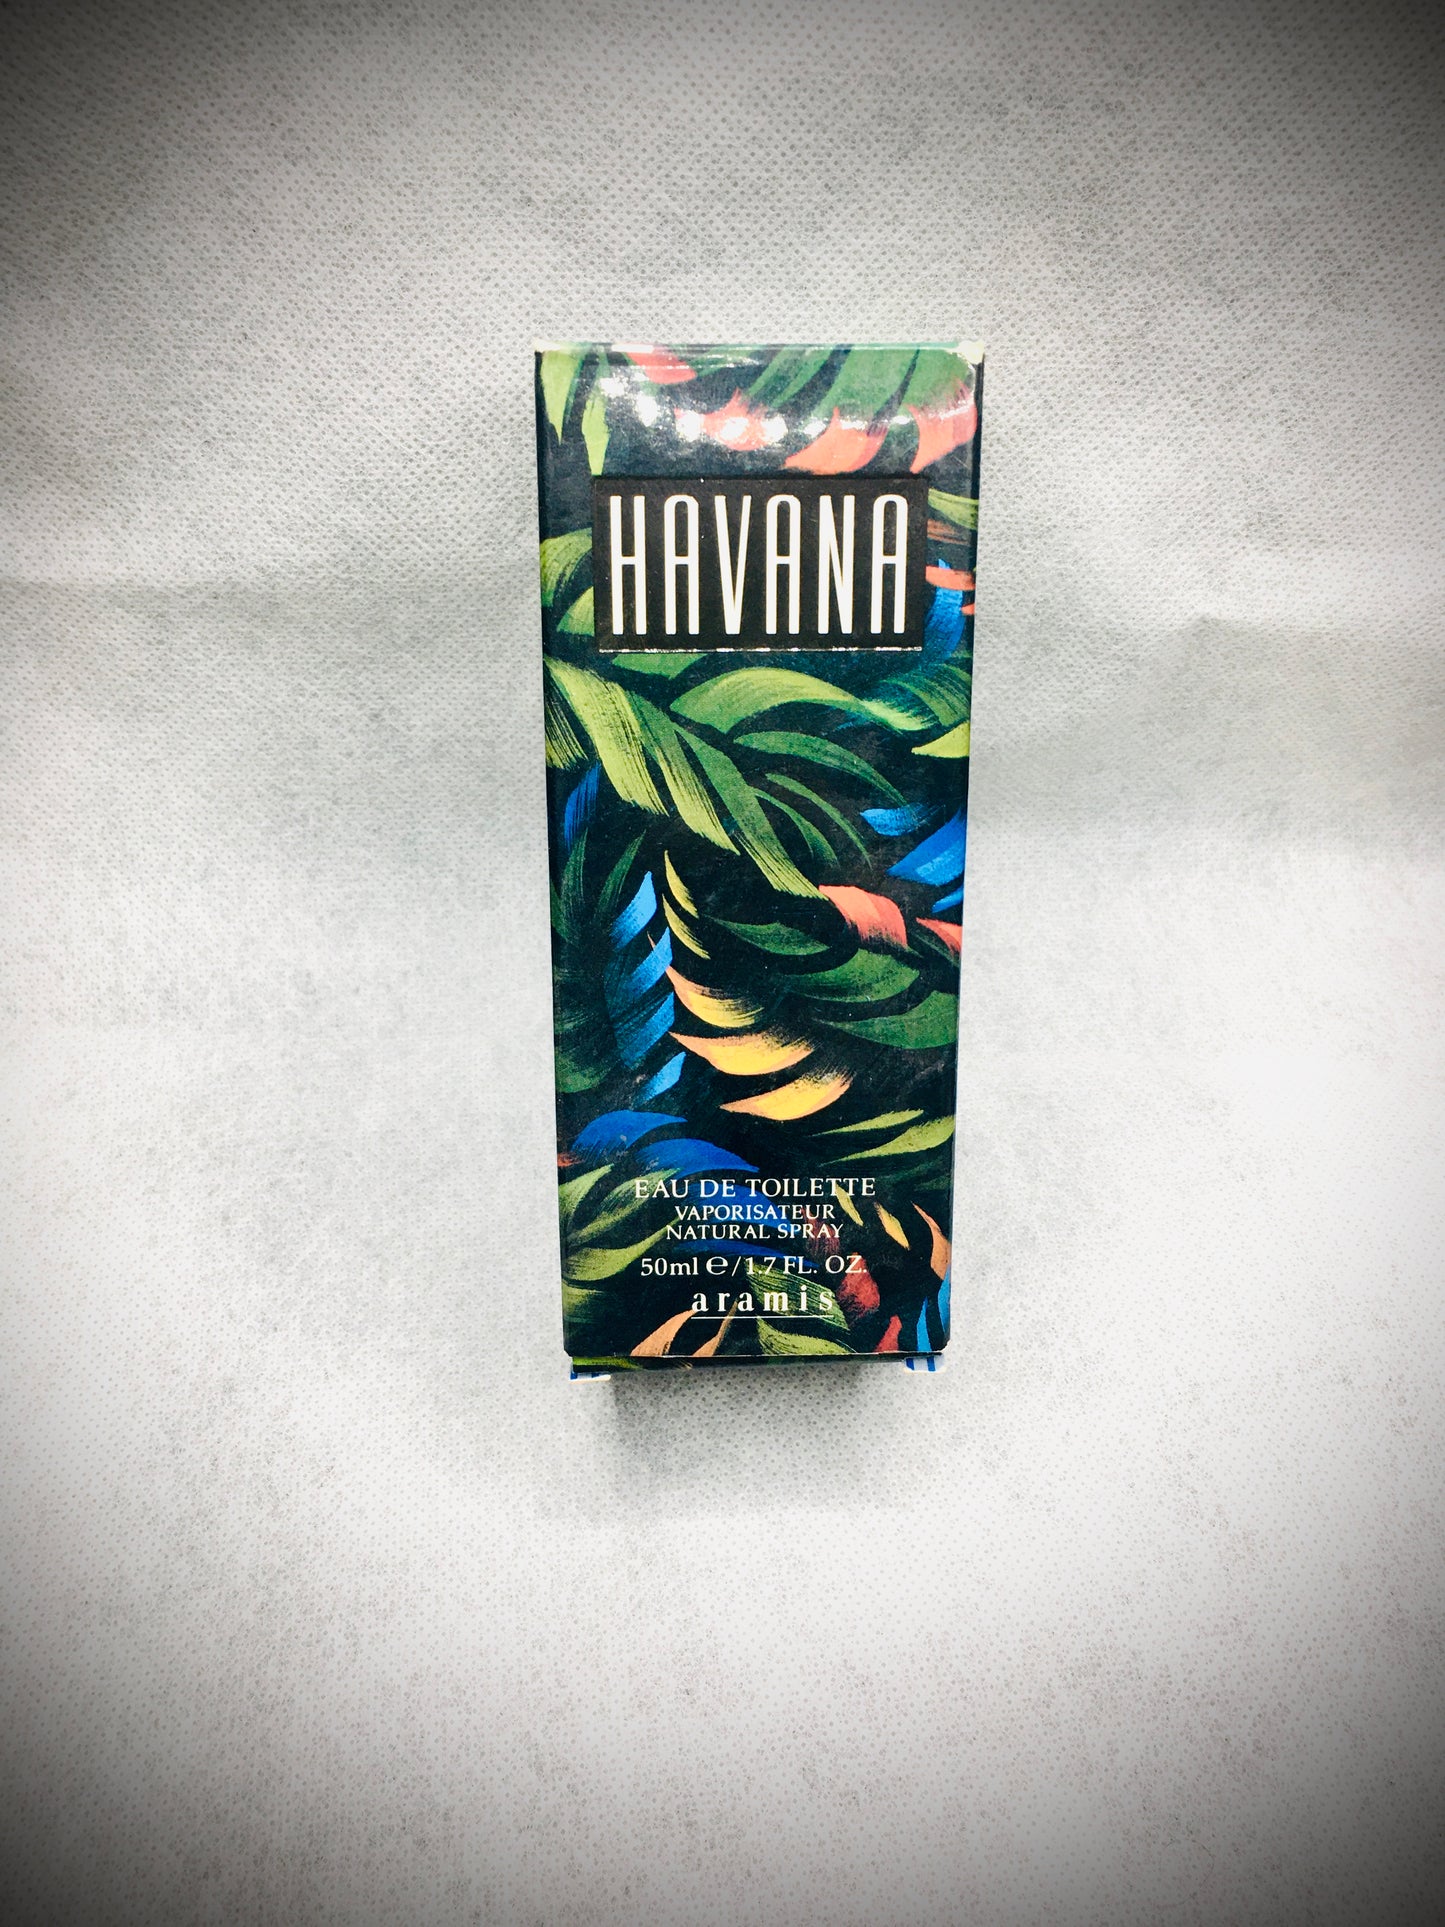 HAVANA
EAU DE TOILETTE
VAPORISATEUR
NATURAL SPRAY
50ml ℮/1.7 FL. OZ.
aramis